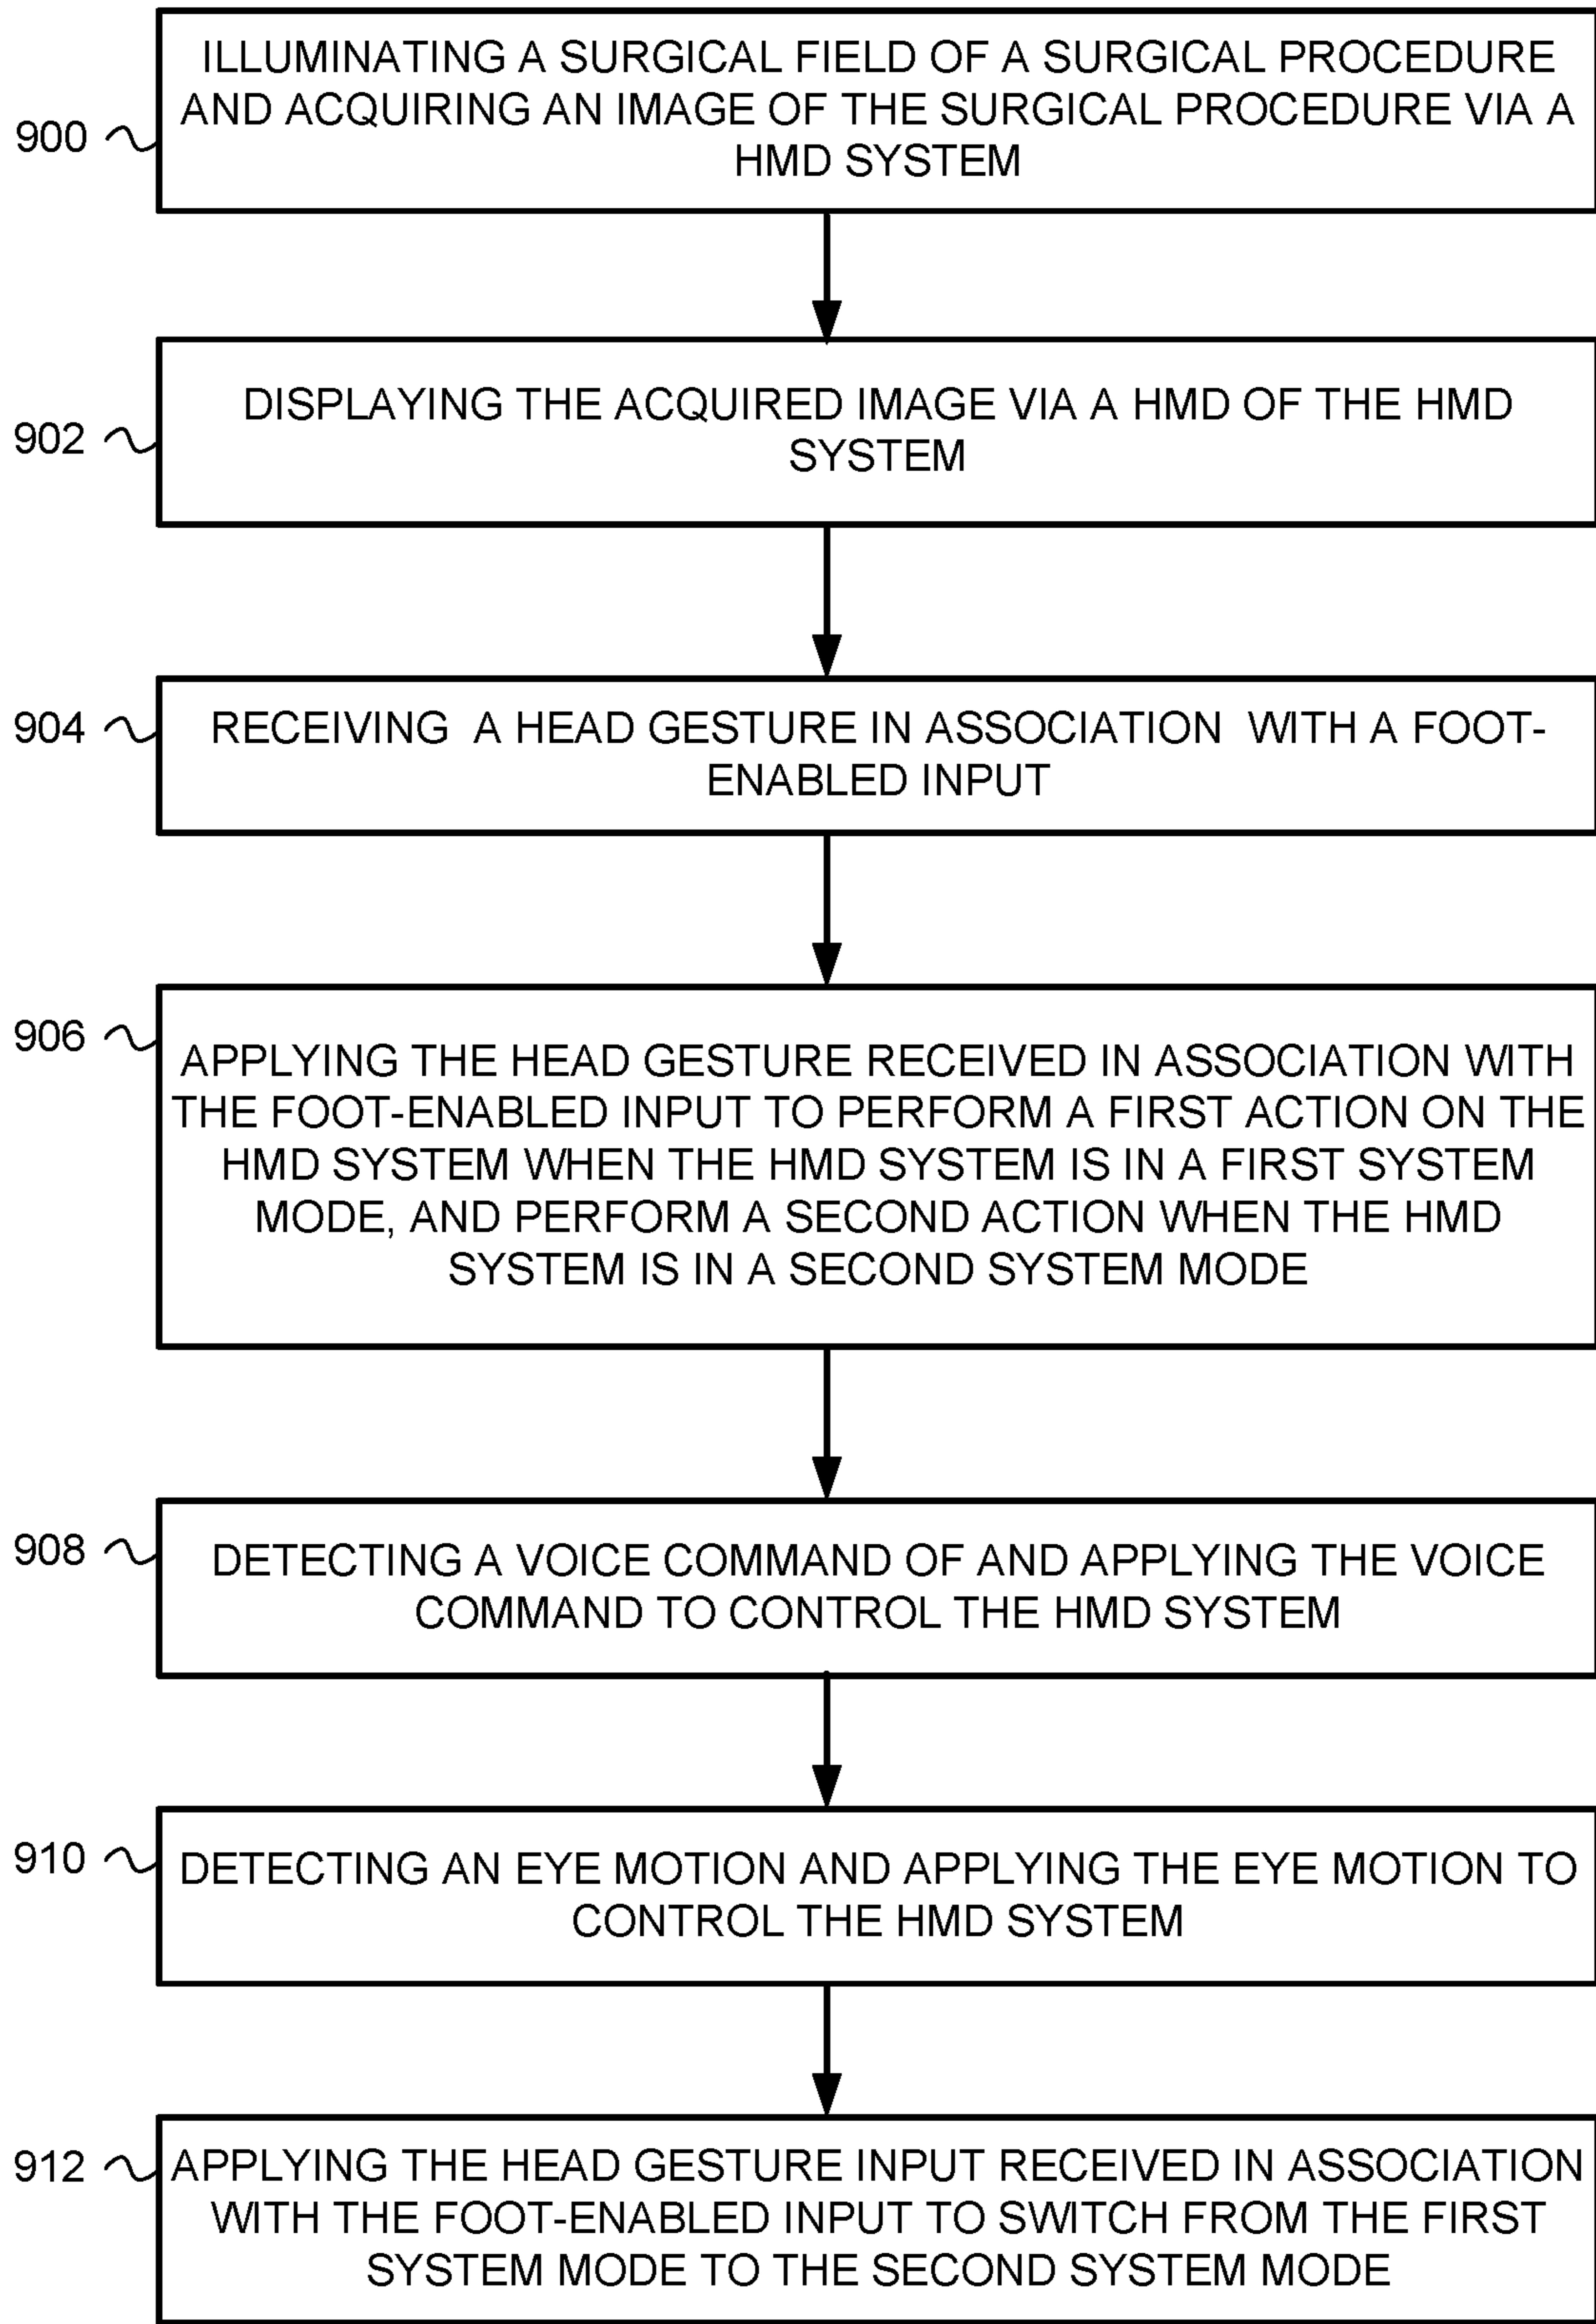 900
ILLUMINATING A SURGICAL FIELD OF A SURGICAL PROCEDURE
AND ACQUIRING AN IMAGE OF THE SURGICAL PROCEDURE VIA A
HMD SYSTEM
902
DISPLAYING THE ACQUIRED IMAGE VIA A HMD OF THE HMD
SYSTEM
904
RECEIVING A HEAD GESTURE IN ASSOCIATION WITH A FOOT-
ENABLED INPUT
906
APPLYING THE HEAD GESTURE RECEIVED IN ASSOCIATION WITH
THE FOOT-ENABLED INPUT TO PERFORM A FIRST ACTION ON THE
HMD SYSTEM WHEN THE HMD SYSTEM IS IN A FIRST SYSTEM
MODE, AND PERFORM A SECOND ACTION WHEN THE HMD
SYSTEM IS IN A SECOND SYSTEM MODE
908
DETECTING A VOICE COMMAND OF AND APPLYING THE VOICE
COMMAND TO CONTROL THE HMD SYSTEM
910
DETECTING AN EYE MOTION AND APPLYING THE EYE MOTION TO
CONTROL THE HMD SYSTEM
912
APPLYING THE HEAD GESTURE INPUT RECEIVED IN ASSOCIATION
WITH THE FOOT-ENABLED INPUT TO SWITCH FROM THE FIRST
SYSTEM MODE TO THE SECOND SYSTEM MODE